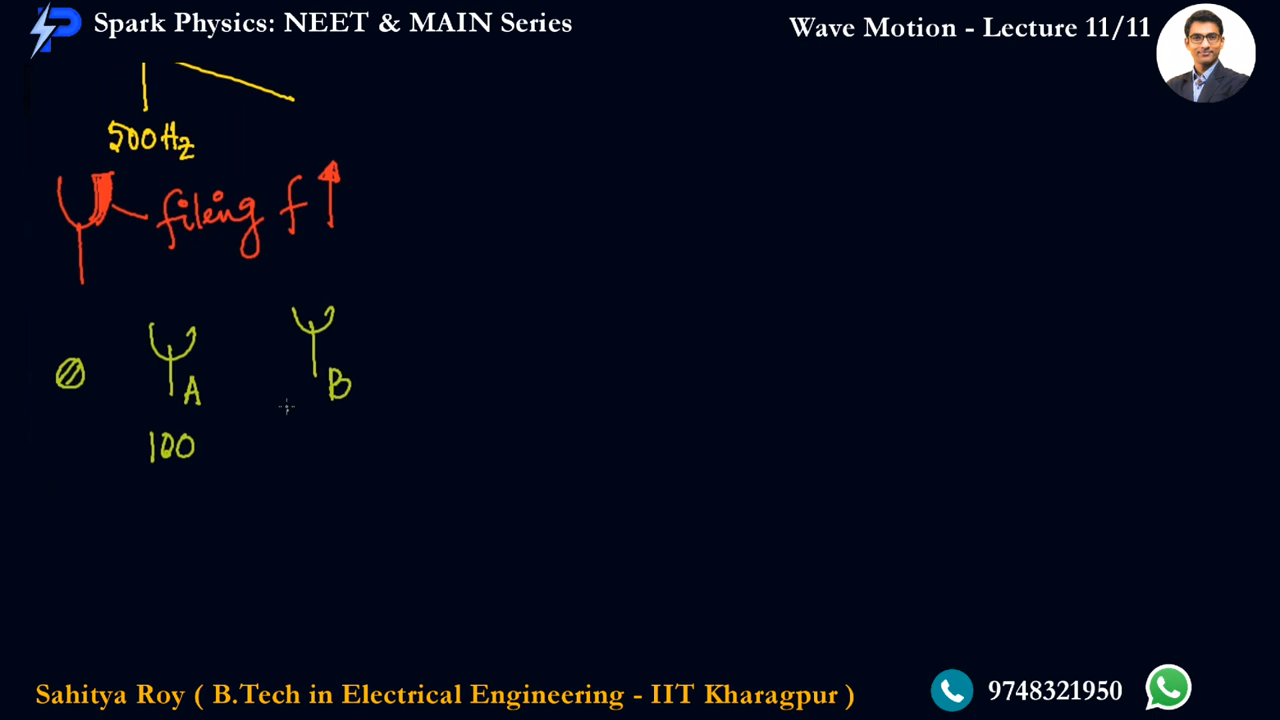 Spark Physics: NEET & MAIN Series
Wave Motion - Lecture 11/11
500Hz
fileing f ↑
A
B
100
Sahitya Roy ( B.Tech in Electrical Engineering - IIT Kharagpur )
9748321950